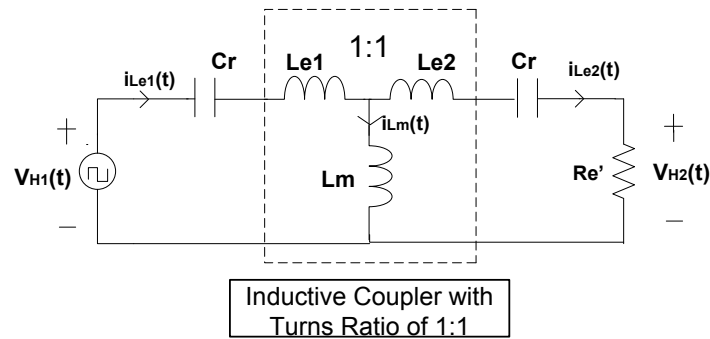 1:1
Cr
Le1
Le2
Cr
iLe1(t)
iLe2(t)
iLm(t)
+
+
VH1(t)
Lm
Re’
VH2(t)
–
–
Inductive Coupler with
Turns Ratio of 1:1